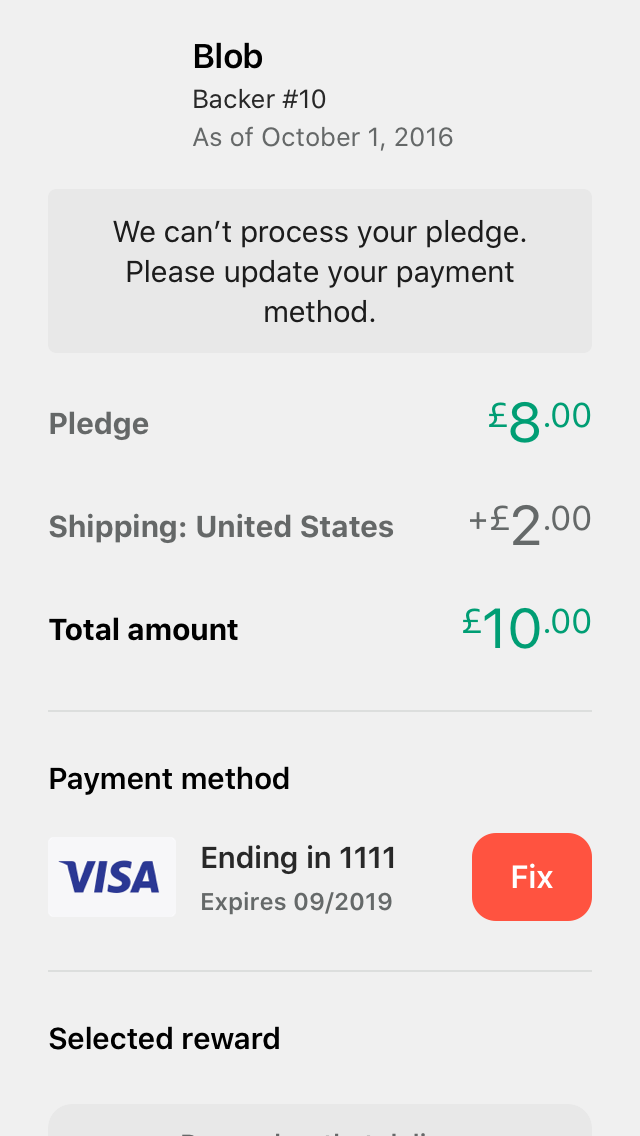 Blob
Backer #10
As of October 1, 2016
We can’t process your pledge.
Please update your payment
method.
Pledge £8.00
Shipping: United States +£2.00
Total amount £10.00
Payment method
VISA Ending in 1111 Fix
Expires 09/2019
Selected reward